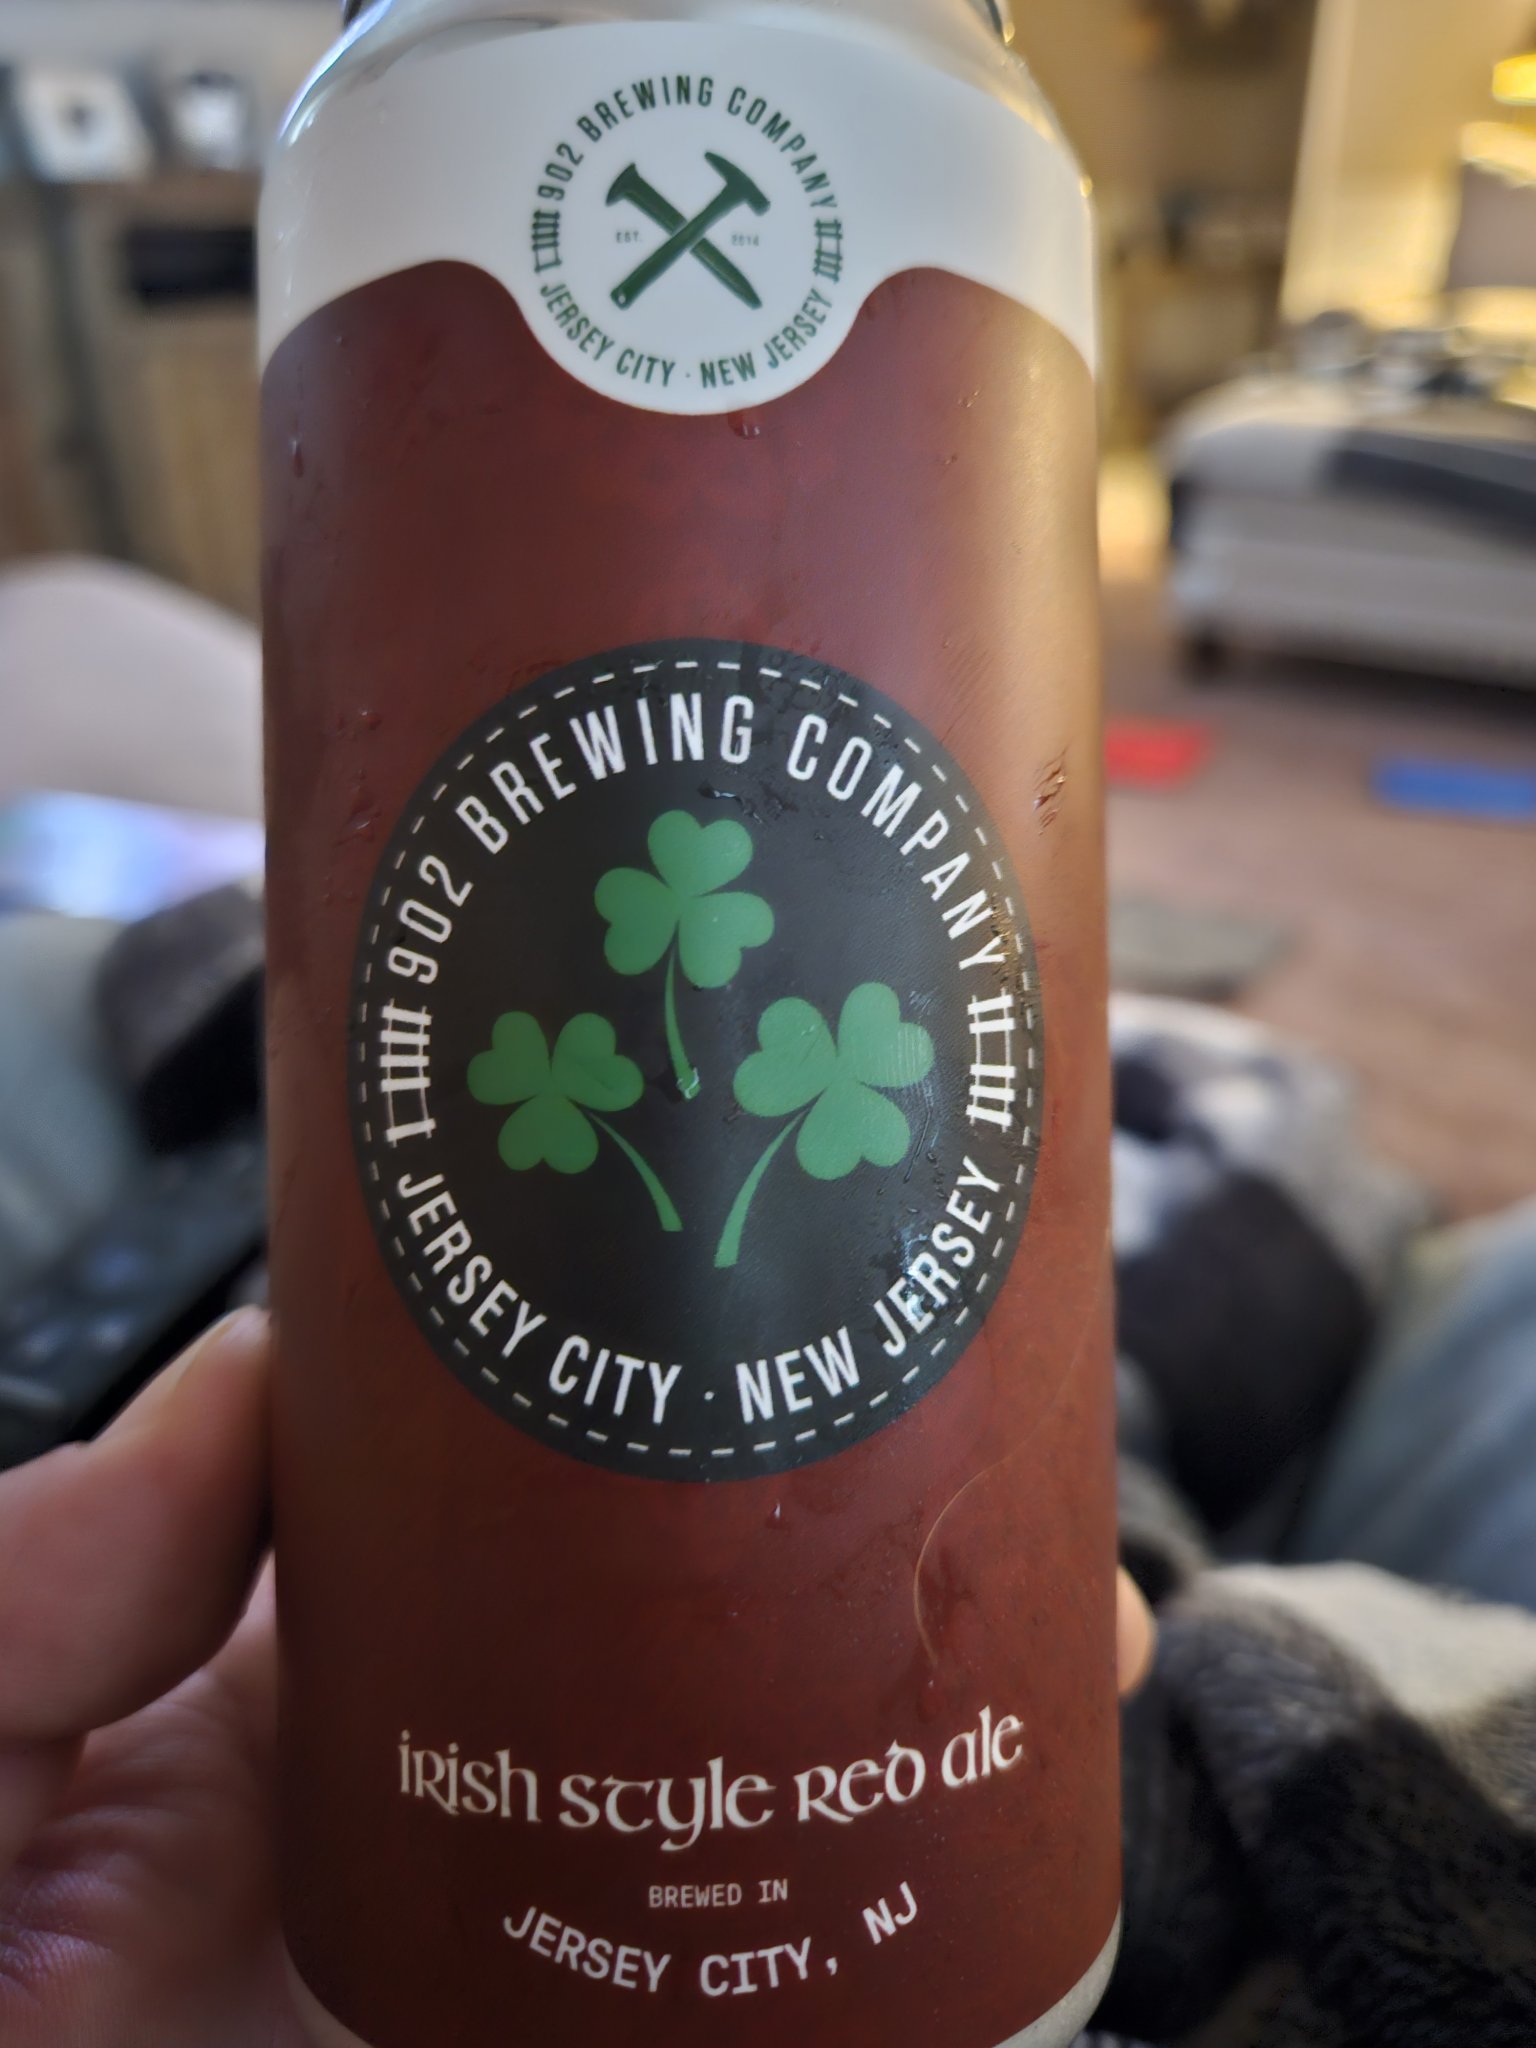 902 BREWING COMPANY
EST. 2014
JERSEY CITY · NEW JERSEY
902 BREWING COMPANY
JERSEY CITY · NEW JERSEY
irish style red ale
BREWED IN
JERSEY CITY, NJ